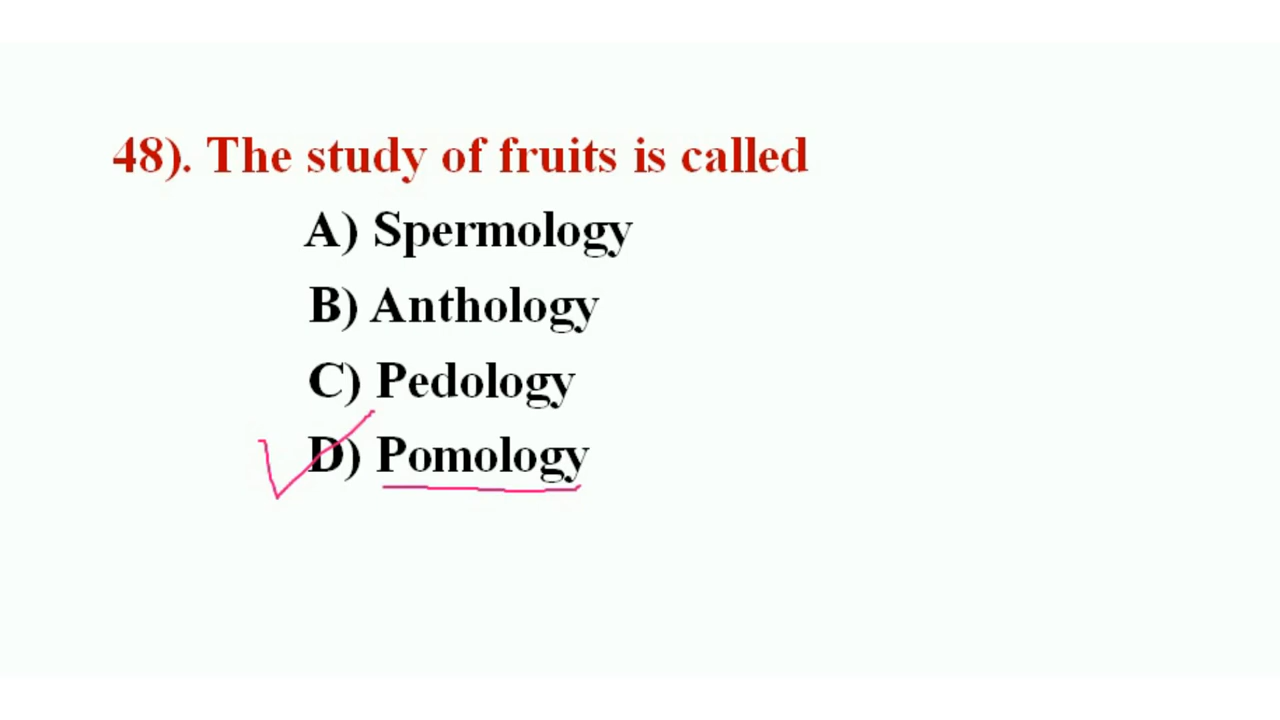 48). The study of fruits is called
A) Spermology
B) Anthology
C) Pedology
D) Pomology